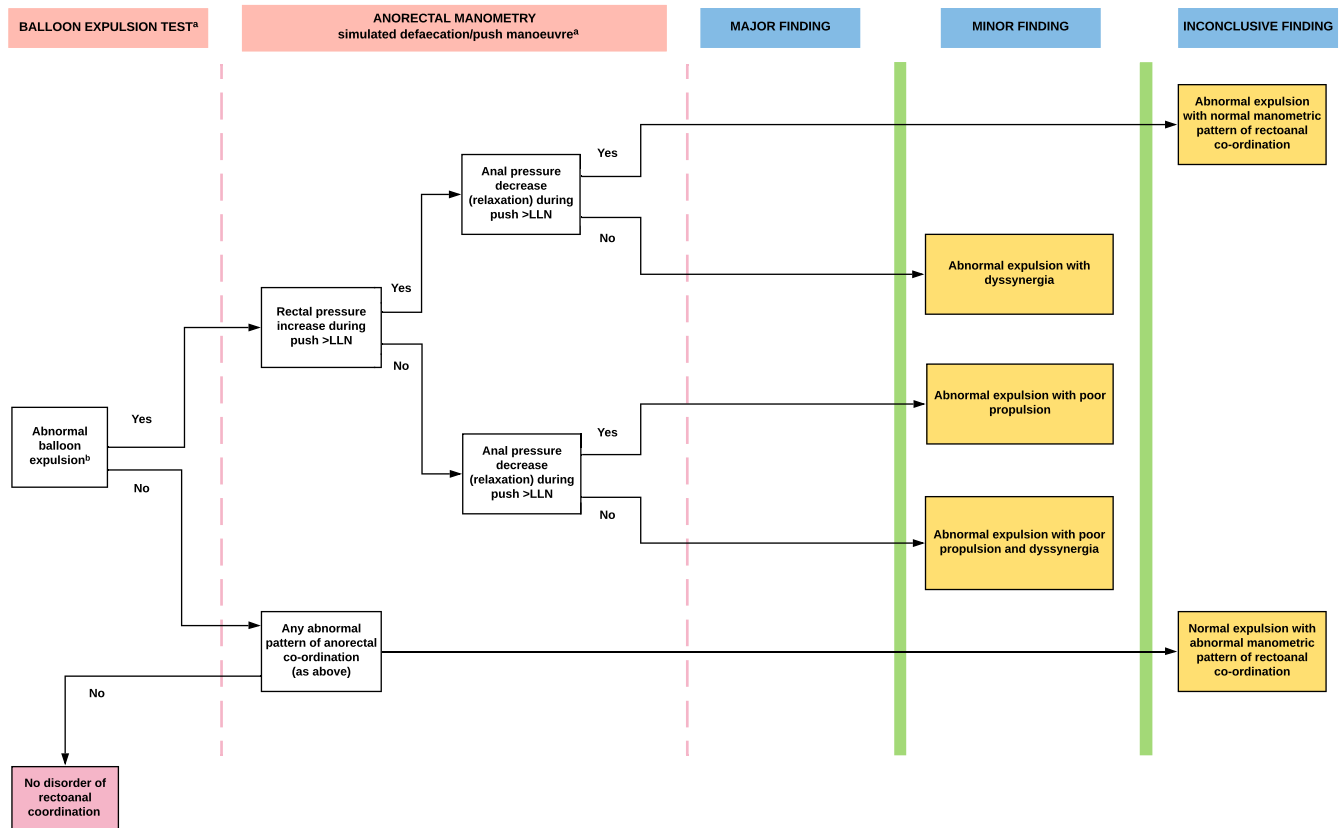 BALLOON EXPULSION TESTᵃ
ANORECTAL MANOMETRY
simulated defaecation/push manoeuvreᵃ
MAJOR FINDING
MINOR FINDING
INCONCLUSIVE FINDING
Abnormal expulsion
with normal manometric
pattern of rectoanal
co-ordination
Yes
Anal pressure
decrease
(relaxation) during
push >LLN
No
Abnormal expulsion with
dyssynergia
Yes
Rectal pressure
increase during
push >LLN
No
Abnormal expulsion with poor
propulsion
Yes
Abnormal
balloon
expulsionᵇ
Yes
Anal pressure
decrease
(relaxation) during
push >LLN
No
No
Abnormal expulsion with poor
propulsion and dyssynergia
Any abnormal
pattern of anorectal
co-ordination
(as above)
Normal expulsion with
abnormal manometric
pattern of rectoanal
co-ordination
No
No disorder of
rectoanal
coordination